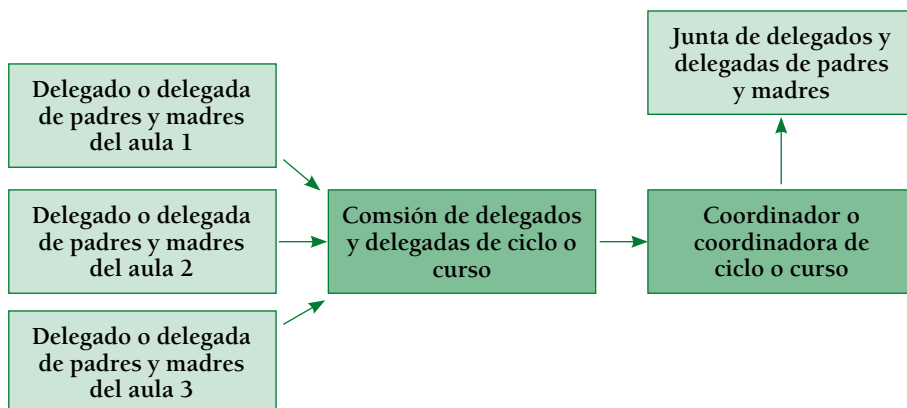 Delegado o delegada
de padres y madres
del aula 1
Delegado o delegada
de padres y madres
del aula 2
Delegado o delegada
de padres y madres
del aula 3
Comsión de delegados
y delegadas de ciclo o
curso
Coordinador o
coordinadora de
ciclo o curso
Junta de delegados y
delegadas de padres
y madres